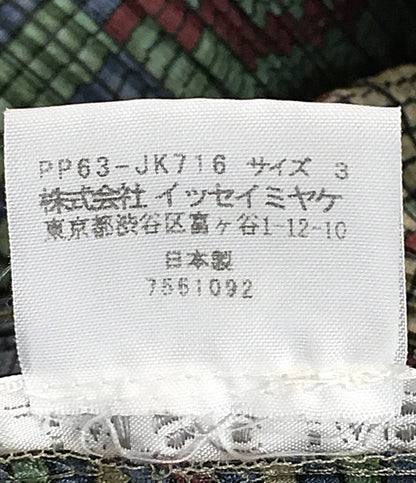 PP63-JK716 サイズ 3
株式会社 イッセイミヤケ
東京都渋谷区富ヶ谷1-12-10
日本製
7561092